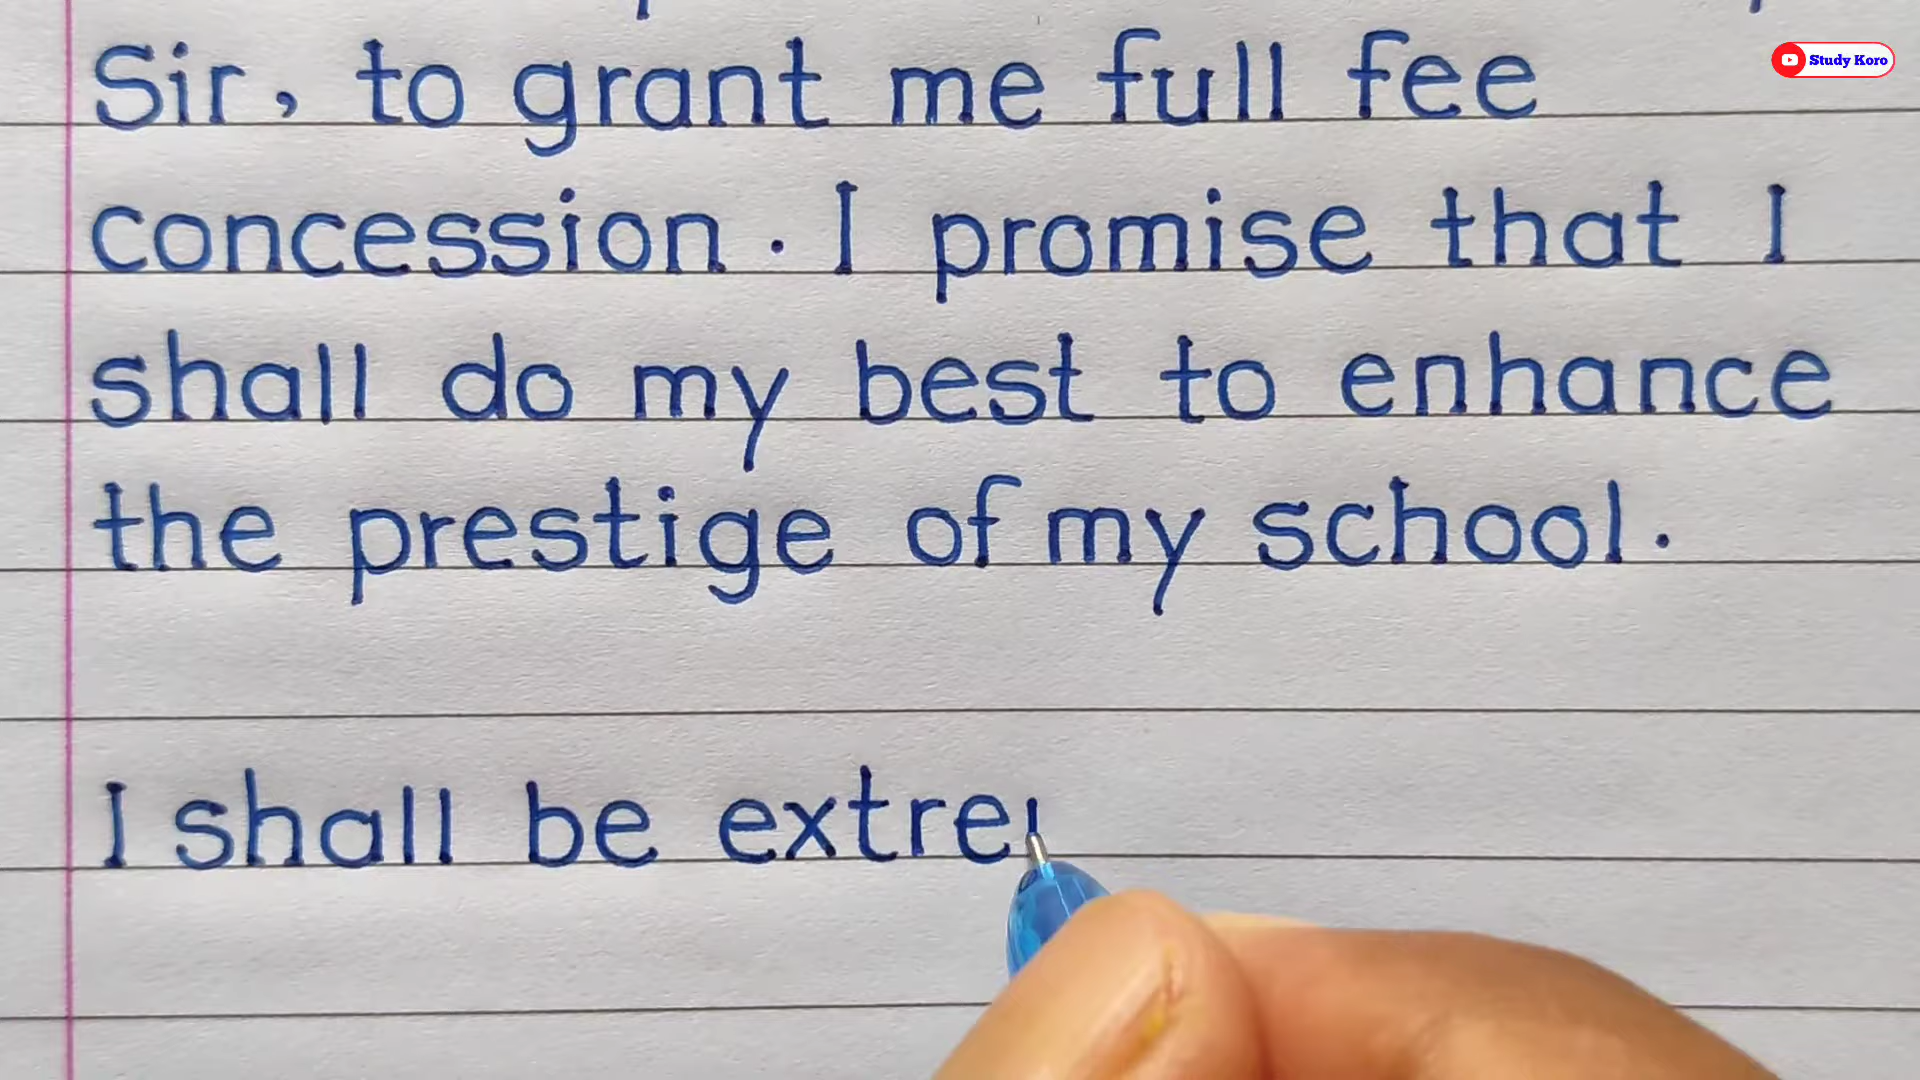 Study Koro
Sir, to grant me full fee
concession. I promise that I
shall do my best to enhance
the prestige of my school.
I shall be extre